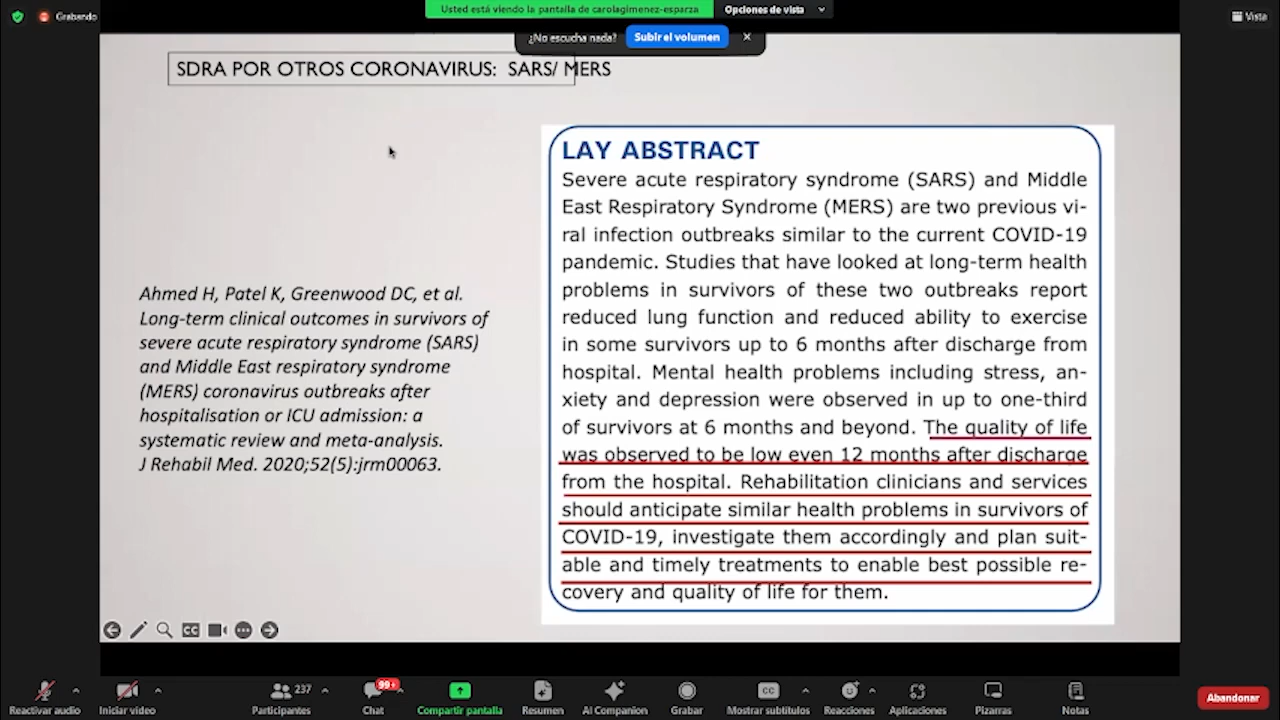 Grabando
Usted está viendo la pantalla de carolagimenez-esparza
Opciones de vista
Vista
¿No escucha nada?
Subir el volumen
SDRA POR OTROS CORONAVIRUS: SARS/ MERS
Ahmed H, Patel K, Greenwood DC, et al.
Long-term clinical outcomes in survivors of
severe acute respiratory syndrome (SARS)
and Middle East respiratory syndrome
(MERS) coronavirus outbreaks after
hospitalisation or ICU admission: a
systematic review and meta-analysis.
J Rehabil Med. 2020;52(5):jrm00063.
LAY ABSTRACT
Severe acute respiratory syndrome (SARS) and Middle
East Respiratory Syndrome (MERS) are two previous vi-
ral infection outbreaks similar to the current COVID-19
pandemic. Studies that have looked at long-term health
problems in survivors of these two outbreaks report
reduced lung function and reduced ability to exercise
in some survivors up to 6 months after discharge from
hospital. Mental health problems including stress, an-
xiety and depression were observed in up to one-third
of survivors at 6 months and beyond. The quality of life
was observed to be low even 12 months after discharge
from the hospital. Rehabilitation clinicians and services
should anticipate similar health problems in survivors of
COVID-19, investigate them accordingly and plan suit-
able and timely treatments to enable best possible re-
covery and quality of life for them.
CC
Reactivar audio
Iniciar video
237
Participantes
99+
Chat
Compartir pantalla
Resumen
AI Companion
Grabar
CC
Mostrar subtítulos
Reacciones
Aplicaciones
Pizarras
Notas
Abandonar